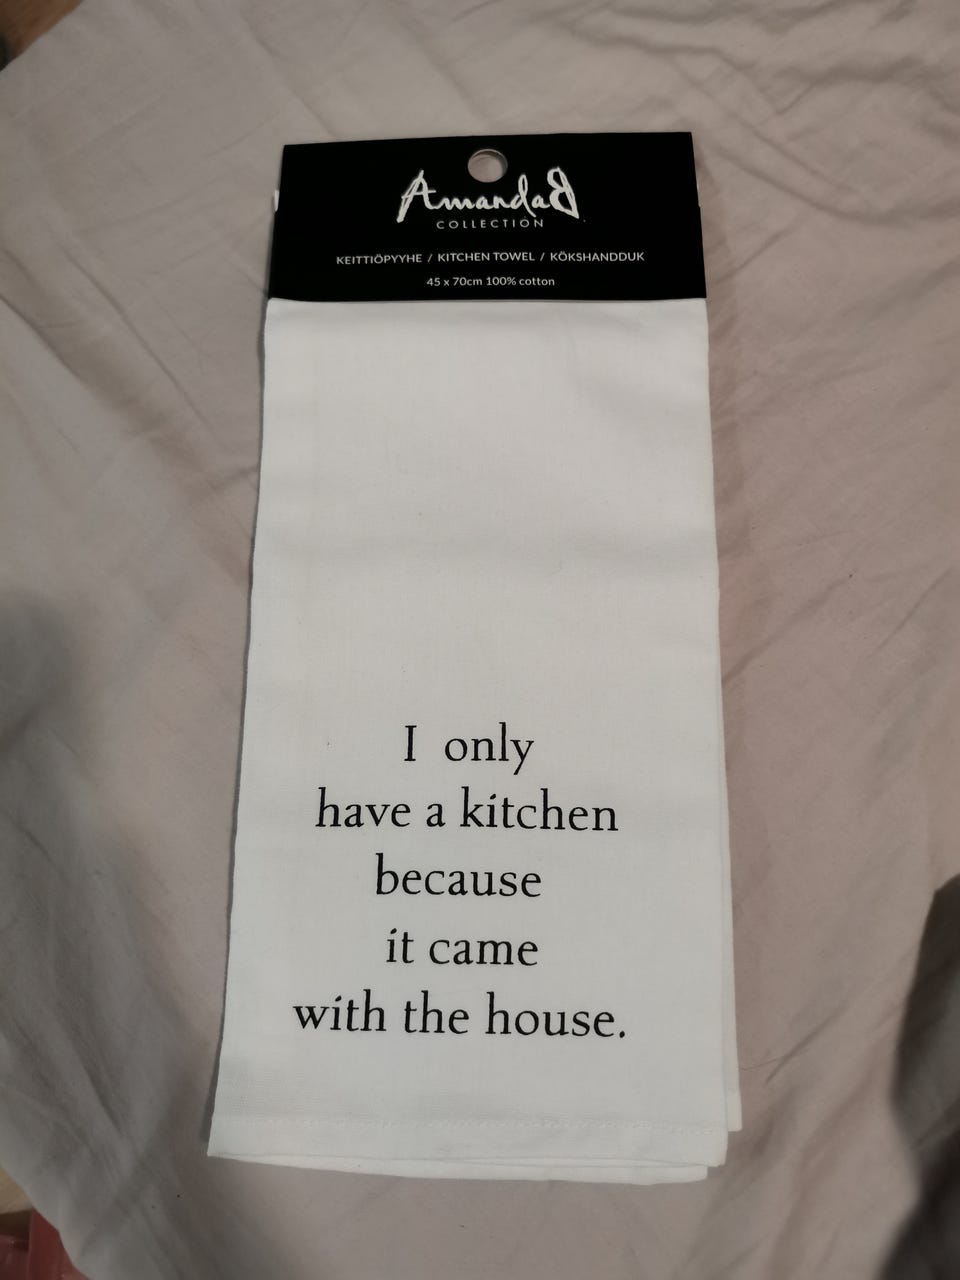 AmandaB
COLLECTION
KEITTIÖPYYHE / KITCHEN TOWEL / KÖKSHANDDUK
45 x 70cm 100% cotton
I only
have a kitchen
because
it came
with the house.